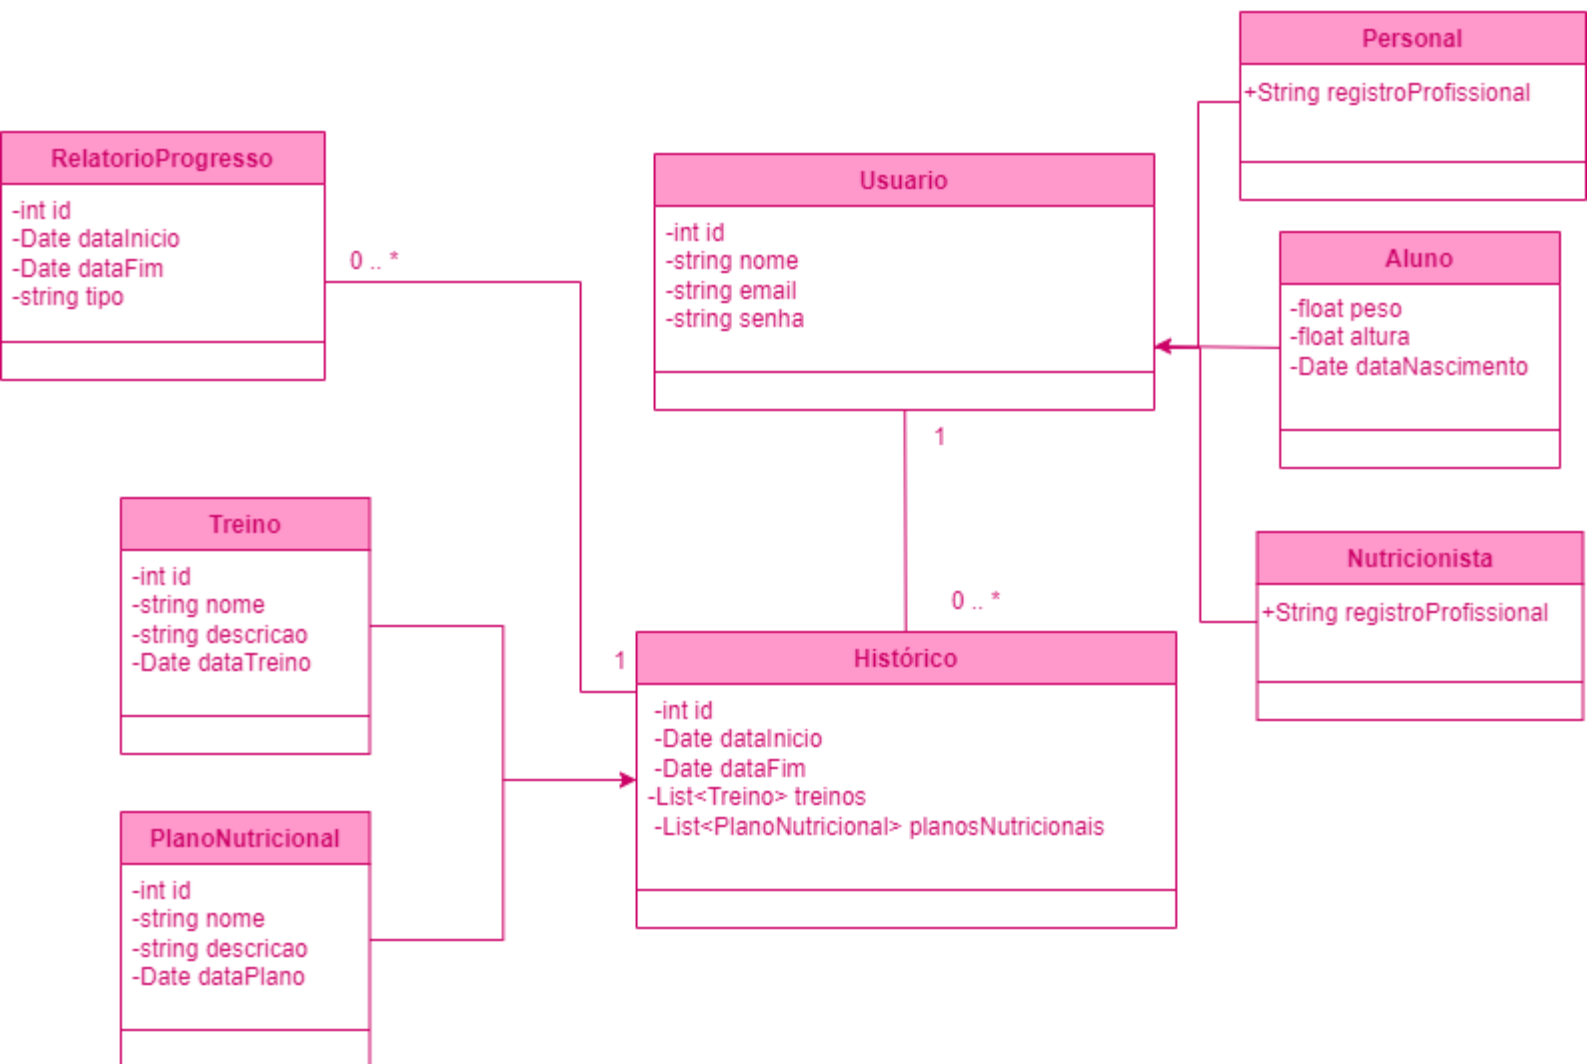 Personal
+String registroProfissional
RelatorioProgresso
-int id
-Date dataInicio
-Date dataFim
-string tipo
0 .. *
Usuario
-int id
-string nome
-string email
-string senha
Aluno
-float peso
-float altura
-Date dataNascimento
1
0 .. *
Treino
-int id
-string nome
-string descricao
-Date dataTreino
Nutricionista
+String registroProfissional
1
Histórico
-int id
-Date dataInicio
-Date dataFim
-List<Treino> treinos
-List<PlanoNutricional> planosNutricionais
PlanoNutricional
-int id
-string nome
-string descricao
-Date dataPlano